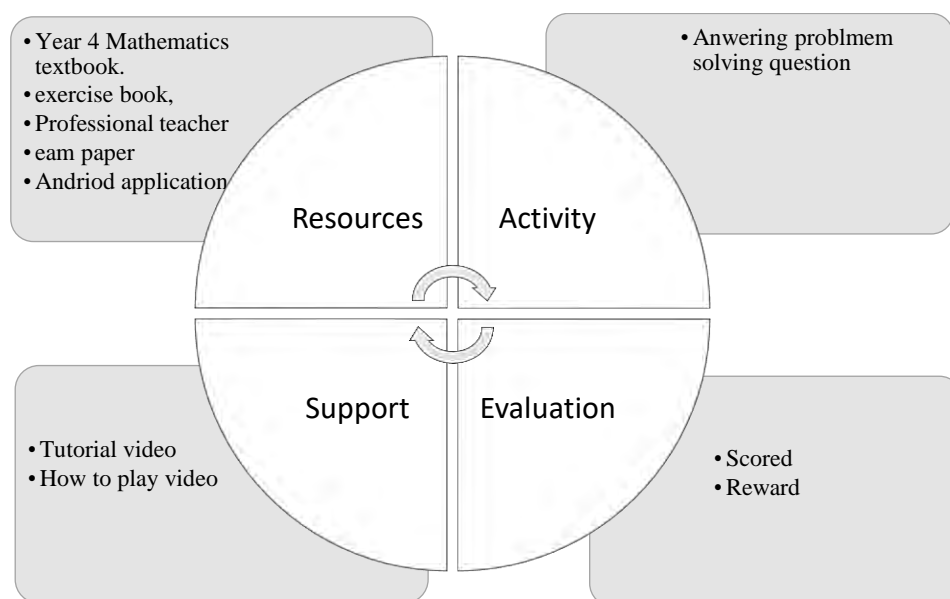 • Year 4 Mathematics
textbook.
• exercise book,
• Professional teacher
• eam paper
• Andriod application
• Anwering problmem
solving question
Resources
Activity
Support
Evaluation
• Tutorial video
• How to play video
• Scored
• Reward